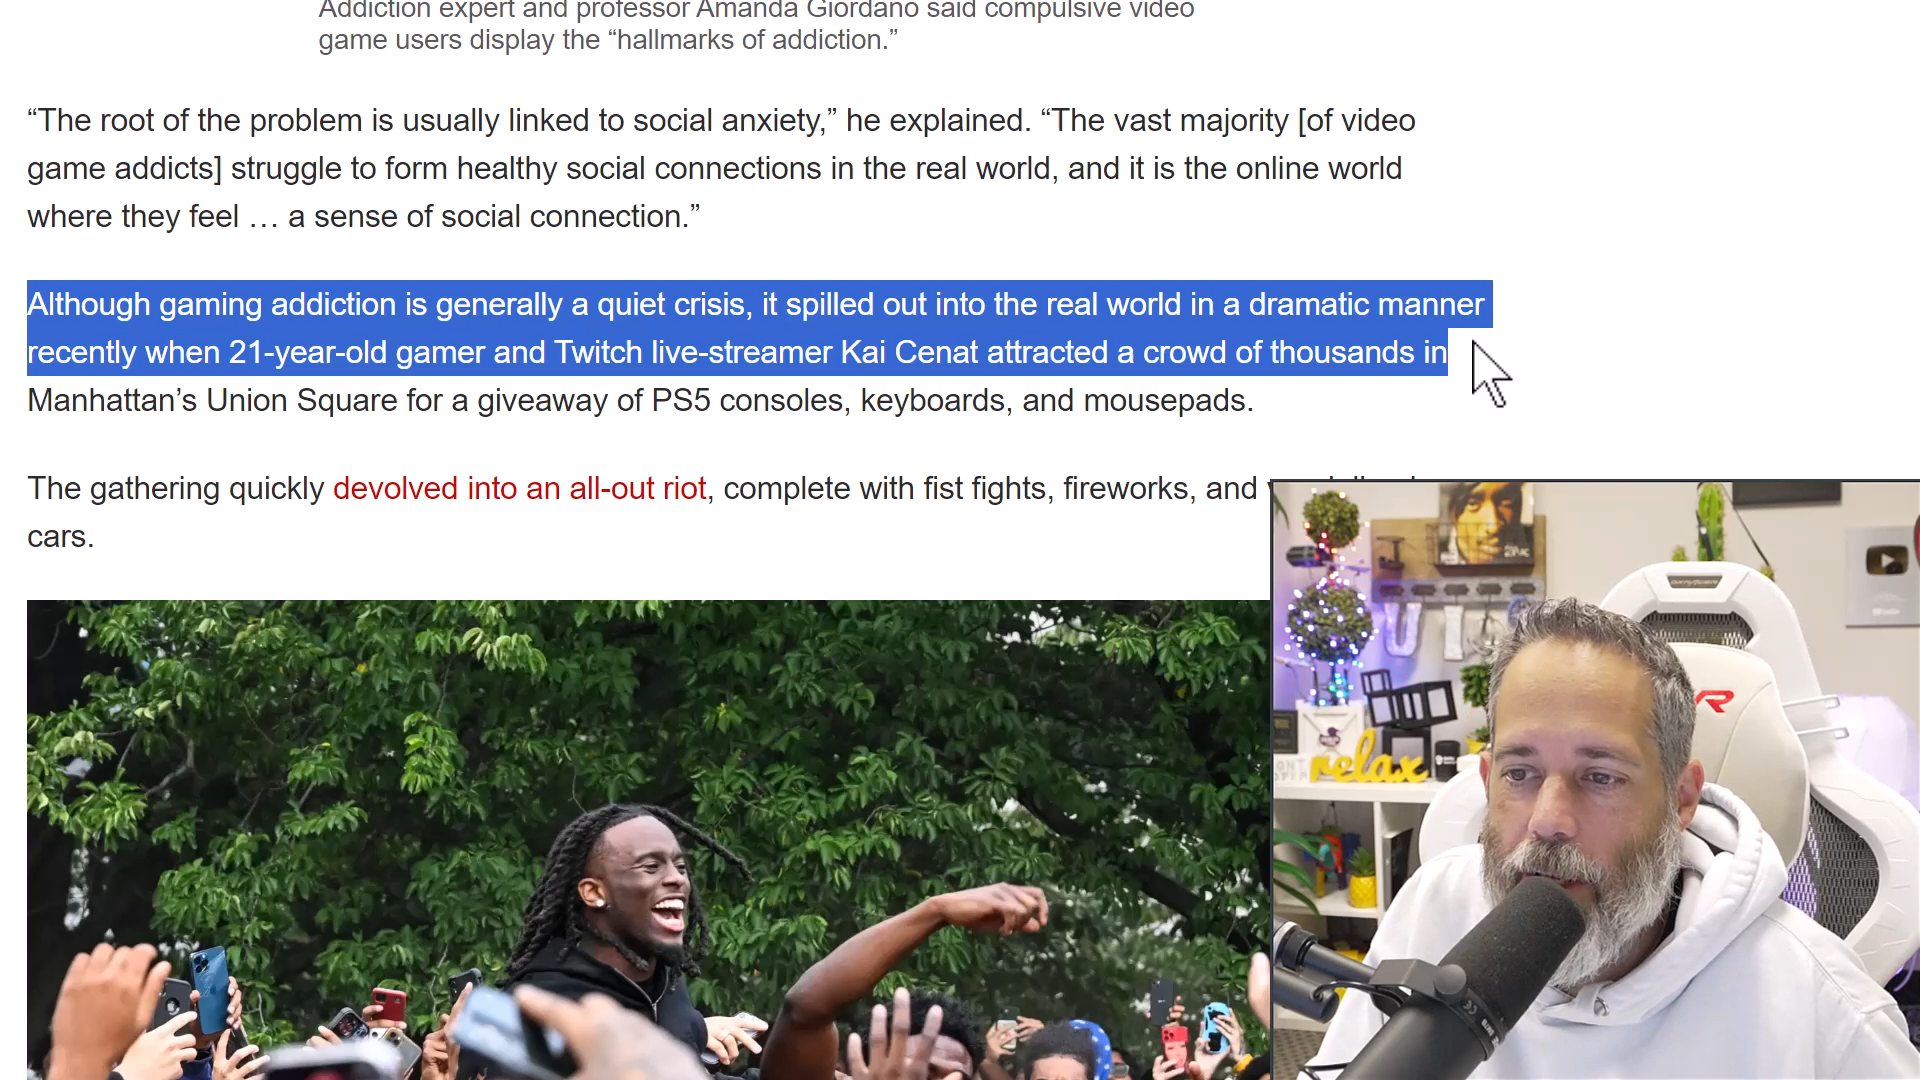 Addiction expert and professor Amanda Giordano said compulsive video
game users display the “hallmarks of addiction.”
“The root of the problem is usually linked to social anxiety,” he explained. “The vast majority [of video
game addicts] struggle to form healthy social connections in the real world, and it is the online world
where they feel … a sense of social connection.”
Although gaming addiction is generally a quiet crisis, it spilled out into the real world in a dramatic manner
recently when 21-year-old gamer and Twitch live-streamer Kai Cenat attracted a crowd of thousands in
Manhattan’s Union Square for a giveaway of PS5 consoles, keyboards, and mousepads.
The gathering quickly devolved into an all-out riot, complete with fist fights, fireworks, and
cars.
relax